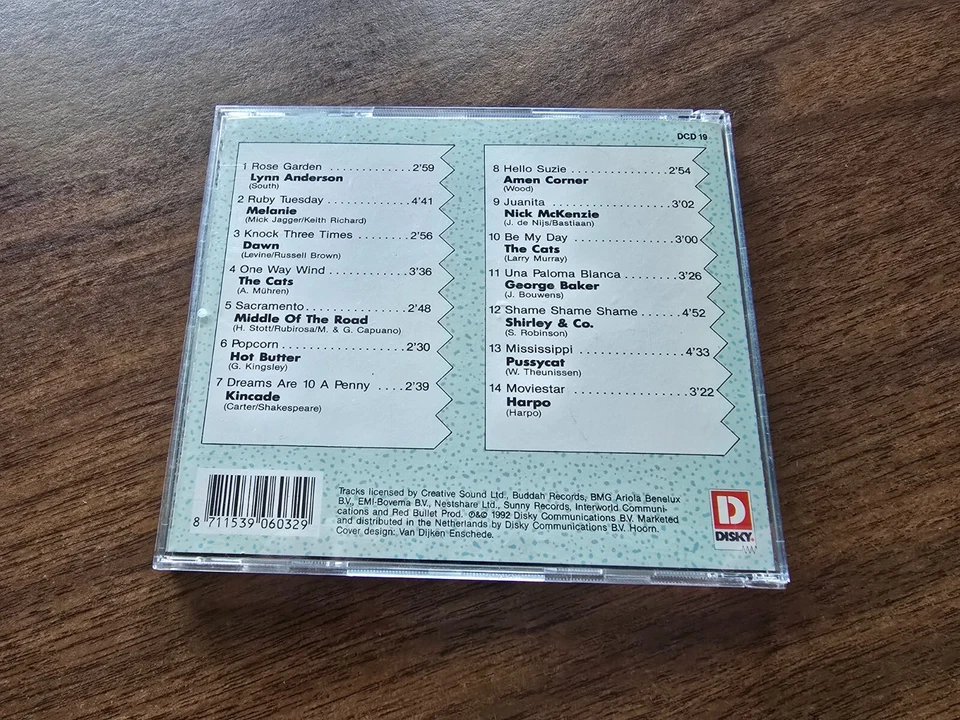 DCD 19
1 Rose Garden ..............2'59
Lynn Anderson
(South)
2 Ruby Tuesday ..............4'41
Melanie
(Mick Jagger/Keith Richard)
3 Knock Three Times ........2'56
Dawn
(Levine/Russell Brown)
4 One Way Wind ............3'36
The Cats
(A. Mühren)
5 Sacramento................2'48
Middle Of The Road
(H. Stott/Rubirosa/M. & G. Capuano)
6 Popcorn ....................2'30
Hot Butter
(G. Kingsley)
7 Dreams Are 10 A Penny ....2'39
Kincade
(Carter/Shakespeare)
8 Hello Suzie ................2'54
Amen Corner
(Wood)
9 Juanita ....................3'02
Nick McKenzie
(J. de Nijs/Bastiaan)
10 Be My Day ................3'00
The Cats
(Larry Murray)
11 Una Paloma Blanca ........3'26
George Baker
(J. Bouwens)
12 Shame Shame Shame ......4'52
Shirley & Co.
(S. Robinson)
13 Mississippi ................4'33
Pussycat
(W. Theunissen)
14 Moviestar ..................3'22
Harpo
(Harpo)
8 711539 060329
Tracks licensed by Creative Sound Ltd., Buddah Records, BMG Ariola Benelux
B.V., EMI-Bovema B.V., Nestshare Ltd., Sunny Records, Interworld Communi-
cations and Red Bullet Prod. ℗&© 1992 Disky Communications B.V. Marketed
and distributed in the Netherlands by Disky Communications B.V. Hoorn.
Cover design: Van Dijken Enschede.
D
DISKY